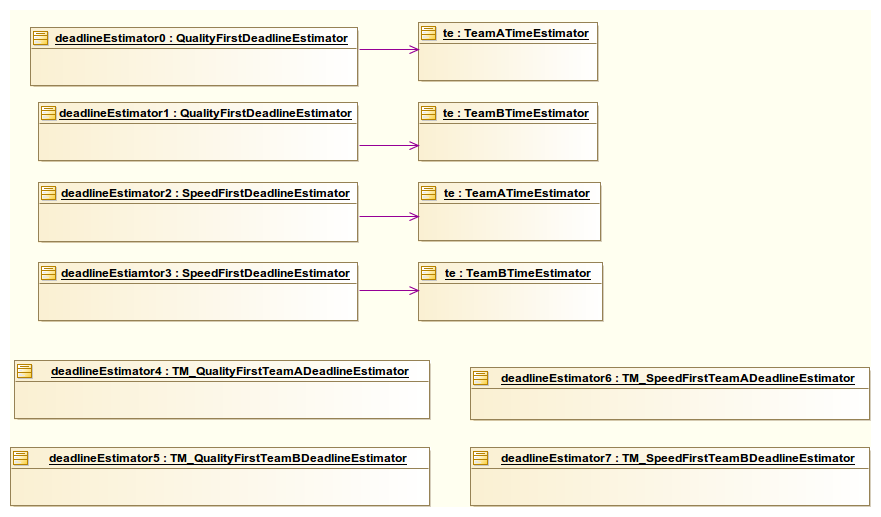 deadlineEstimator0 : QualityFirstDeadlineEstimator
te : TeamATimeEstimator
deadlineEstimator1 : QualityFirstDeadlineEstimator
te : TeamBTimeEstimator
deadlineEstimator2 : SpeedFirstDeadlineEstimator
te : TeamATimeEstimator
deadlineEstiamtor3 : SpeedFirstDeadlineEstimator
te : TeamBTimeEstimator
deadlineEstimator4 : TM_QualityFirstTeamADeadlineEstimator
deadlineEstimator6 : TM_SpeedFirstTeamADeadlineEstimator
deadlineEstimator5 : TM_QualityFirstTeamBDeadlineEstimator
deadlineEstimator7 : TM_SpeedFirstTeamBDeadlineEstimator